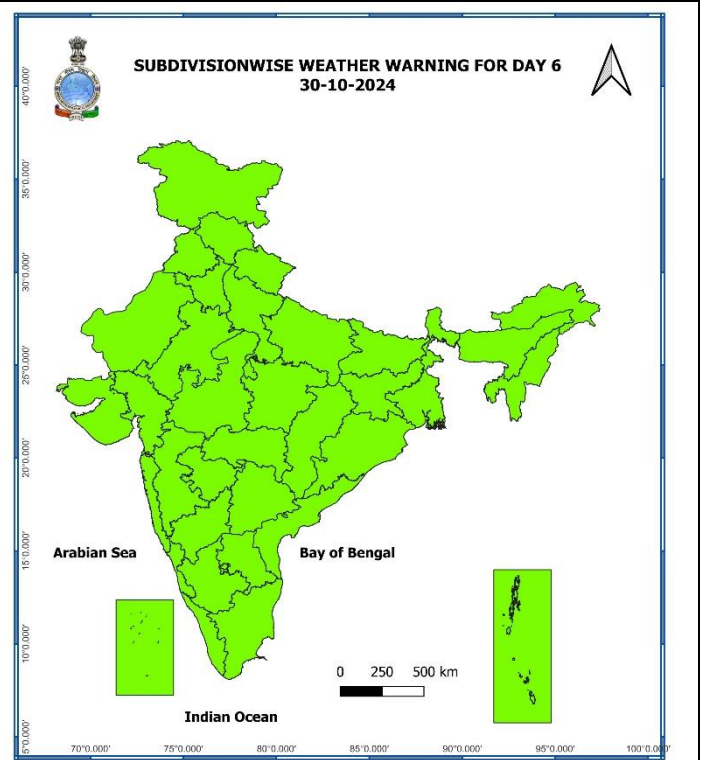 SUBDIVISIONWISE WEATHER WARNING FOR DAY 6
30-10-2024
40°0.000'
35°0.000'
30°0.000'
25°0.000'
20°0.000'
15°0.000'
10°0.000'
5°0.000'
Arabian Sea
Bay of Bengal
0 250 500 km
Indian Ocean
70°0.000' 75°0.000' 80°0.000' 85°0.000' 90°0.000' 95°0.000' 100°0.000'